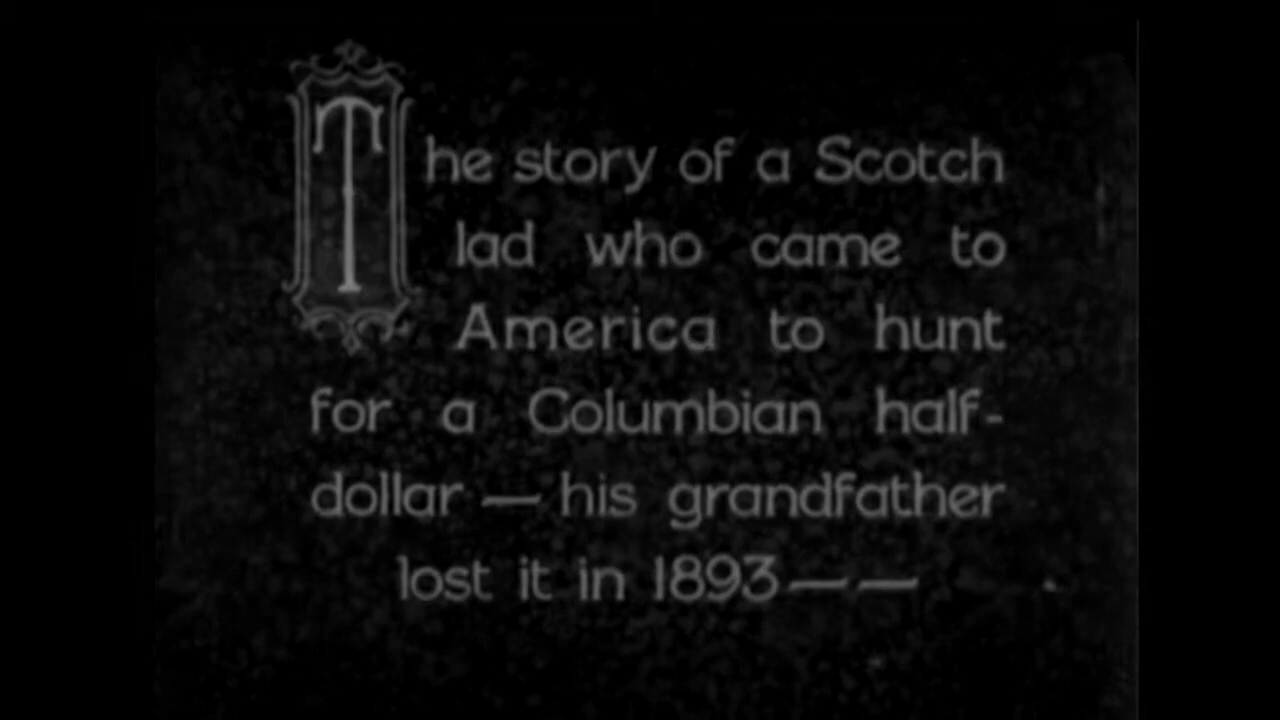 The story of a Scotch
lad who came to
America to hunt
for a Columbian half-
dollar — his grandfather
lost it in 1893 — —